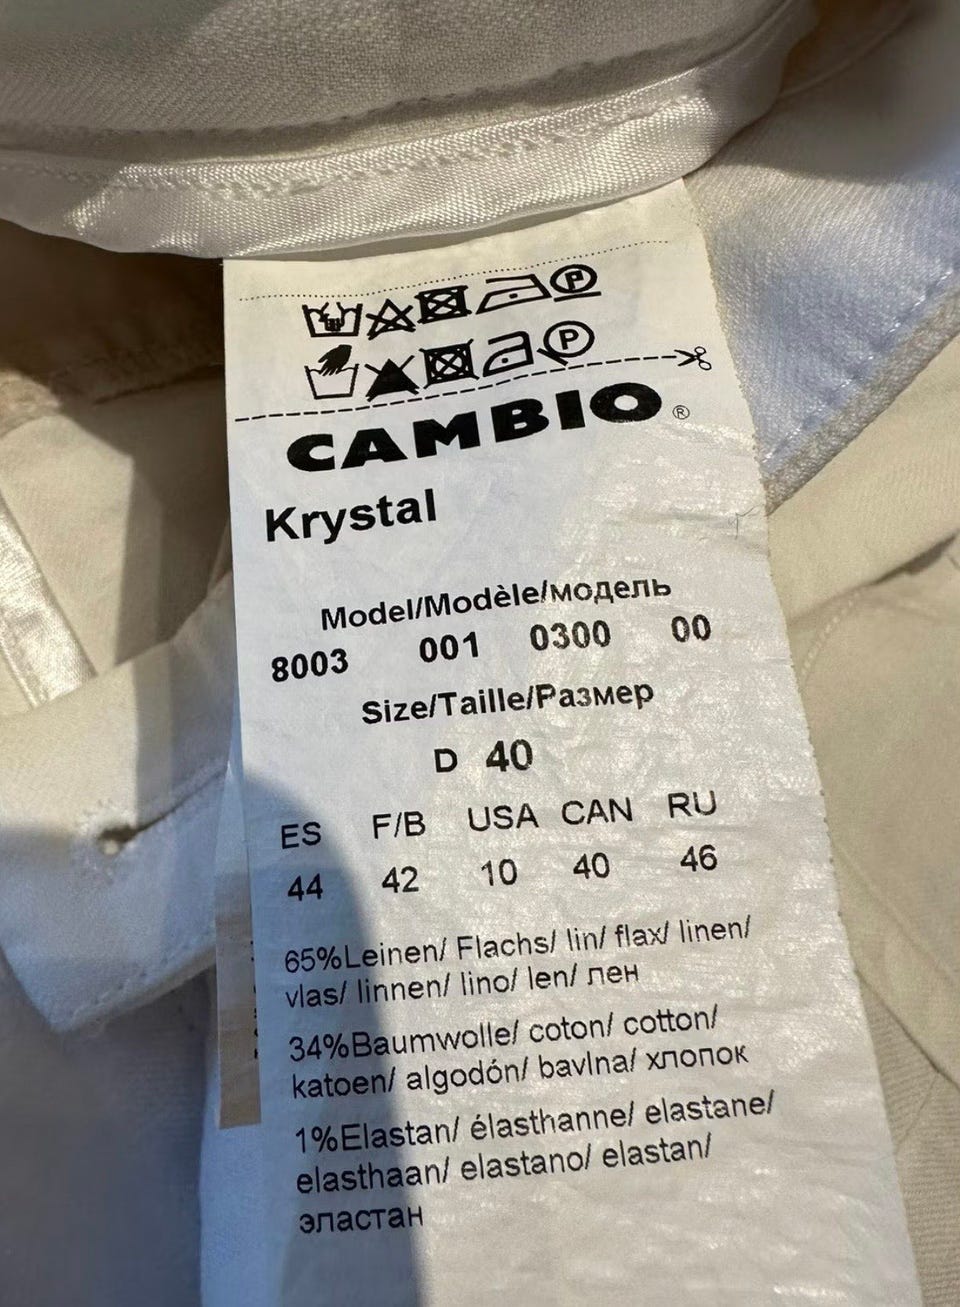 P
P
CAMBIO®
Krystal
Model/Modèle/модель
8003 001 0300 00
Size/Taille/Размер
D 40
ES F/B USA CAN RU
44 42 10 40 46
65%Leinen/ Flachs/ lin/ flax/ linen/
vlas/ linnen/ lino/ len/ лен
34%Baumwolle/ coton/ cotton/
katoen/ algodón/ bavlna/ хлопок
1%Elastan/ élasthanne/ elastane/
elasthaan/ elastano/ elastan/
эластан